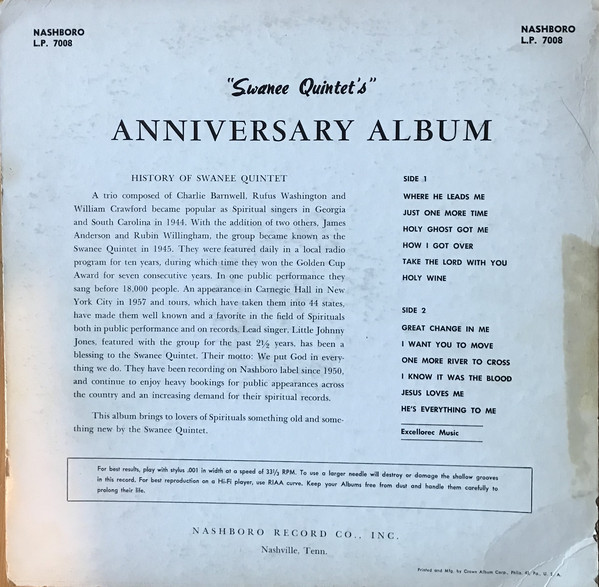 NASHBORO
L.P. 7008
NASHBORO
L.P. 7008
"Swanee Quintet's"
ANNIVERSARY ALBUM
HISTORY OF SWANEE QUINTET
A trio composed of Charlie Barnwell, Rufus Washington and
William Crawford became popular as Spiritual singers in Georgia
and South Carolina in 1944. With the addition of two others, James
Anderson and Rubin Willingham, the group became known as the
Swanee Quintet in 1945. They were featured daily in a local radio
program for ten years, during which time they won the Golden Cup
Award for seven consecutive years. In one public performance they
sang before 18,000 people. An appearance in Carnegie Hall in New
York City in 1957 and tours, which have taken them into 44 states,
have made them well known and a favorite in the field of Spirituals
both in public performance and on records. Lead singer, Little Johnny
Jones, featured with the group for the past 2½ years, has been a
blessing to the Swanee Quintet. Their motto: We put God in every-
thing we do. They have been recording on Nashboro label since 1950,
and continue to enjoy heavy bookings for public appearances across
the country and an increasing demand for their spiritual records.
This album brings to lovers of Spirituals something old and some-
thing new by the Swanee Quintet.
SIDE 1
WHERE HE LEADS ME
JUST ONE MORE TIME
HOLY GHOST GOT ME
HOW I GOT OVER
TAKE THE LORD WITH YOU
HOLY WINE
SIDE 2
GREAT CHANGE IN ME
I WANT YOU TO MOVE
ONE MORE RIVER TO CROSS
I KNOW IT WAS THE BLOOD
JESUS LOVES ME
HE'S EVERYTHING TO ME
Excellorec Music
For best results, play with stylus .001 in width at a speed of 33⅓ RPM. To use a larger needle will destroy or damage the shallow grooves
in this record. For best reproduction on a Hi-Fi player, use RIAA curve. Keep your Albums free from dust and handle them carefully to
prolong their life.
NASHBORO RECORD CO., INC.
Nashville, Tenn.
Printed and Mfg. by Crown Album Corp., Phila. 41, Pa., U. S. A.